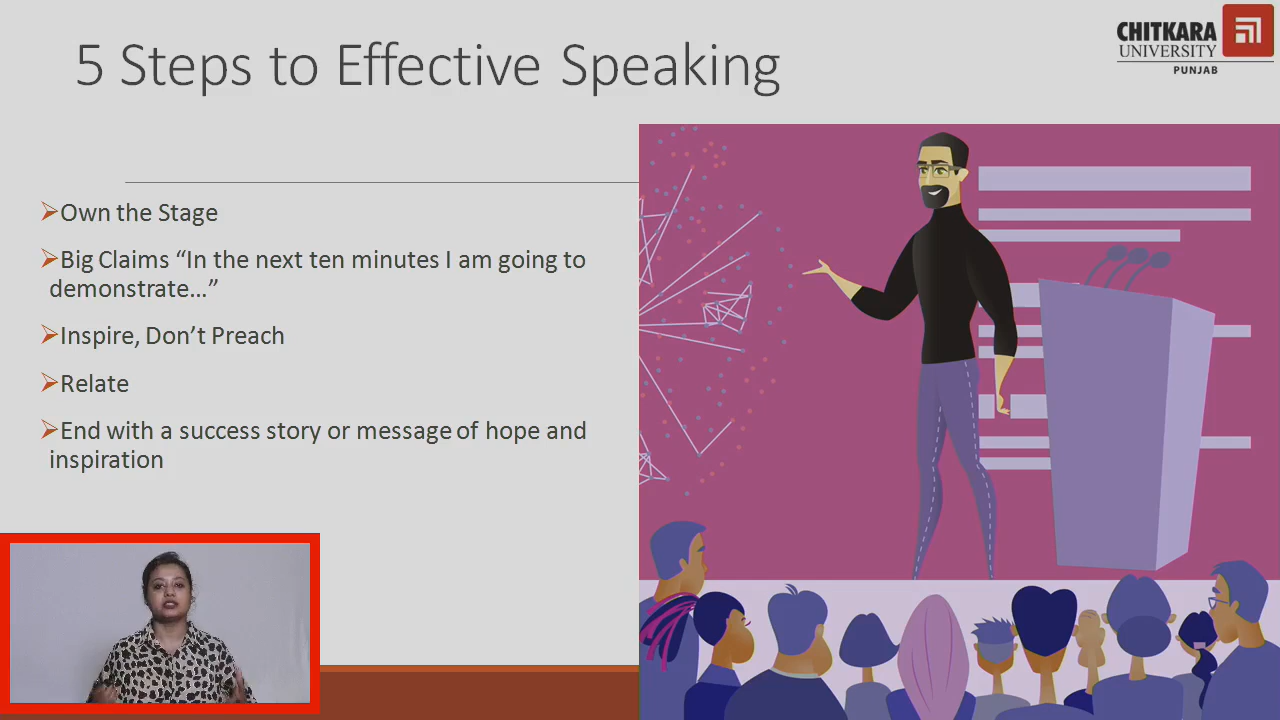 5 Steps to Effective Speaking
CHITKARA
UNIVERSITY
PUNJAB
Own the Stage
Big Claims “In the next ten minutes I am going to
demonstrate…”
Inspire, Don’t Preach
Relate
End with a success story or message of hope and
inspiration